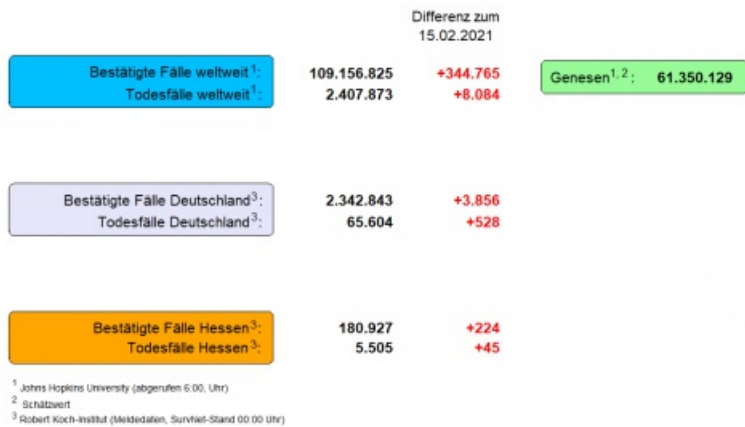 Differenz zum
15.02.2021
Bestätigte Fälle weltweit¹: 109.156.825 +344.765 Genesen¹, ²: 61.350.129
Todesfälle weltweit¹: 2.407.873 +8.084
Bestätigte Fälle Deutschland³: 2.342.843 +3.856
Todesfälle Deutschland³: 65.604 +528
Bestätigte Fälle Hessen³: 180.927 +224
Todesfälle Hessen³: 5.505 +45
¹ Johns Hopkins University (abgerufen 6:00, Uhr)
² Schätzwert
³ Robert Koch-Institut (Meldedaten, SurvNet-Stand 00:00 Uhr)